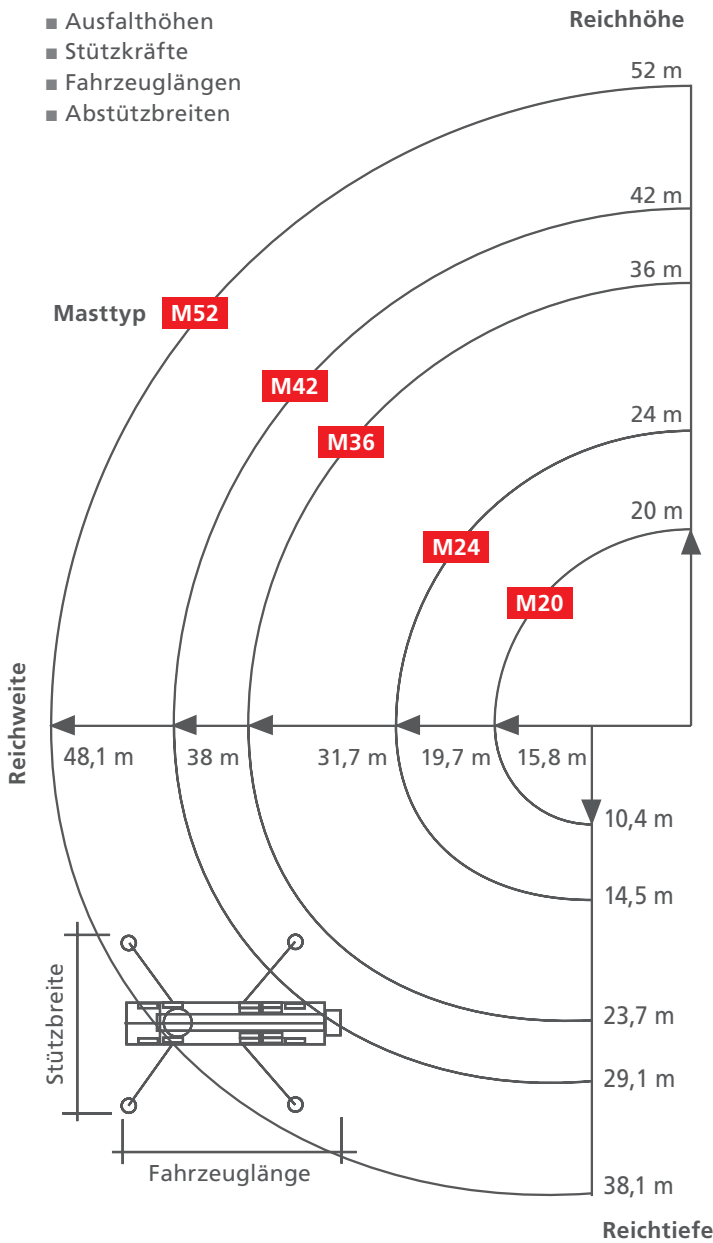 ▪ Ausfalthöhen
▪ Stützkräfte
▪ Fahrzeuglängen
▪ Abstützbreiten
Reichhöhe
52 m
42 m
36 m
Masttyp M52
M42
M36
24 m
20 m
M24
M20
Reichweite
48,1 m 38 m 31,7 m 19,7 m 15,8 m
10,4 m
14,5 m
23,7 m
29,1 m
38,1 m
Stützbreite
Fahrzeuglänge
Reichtiefe